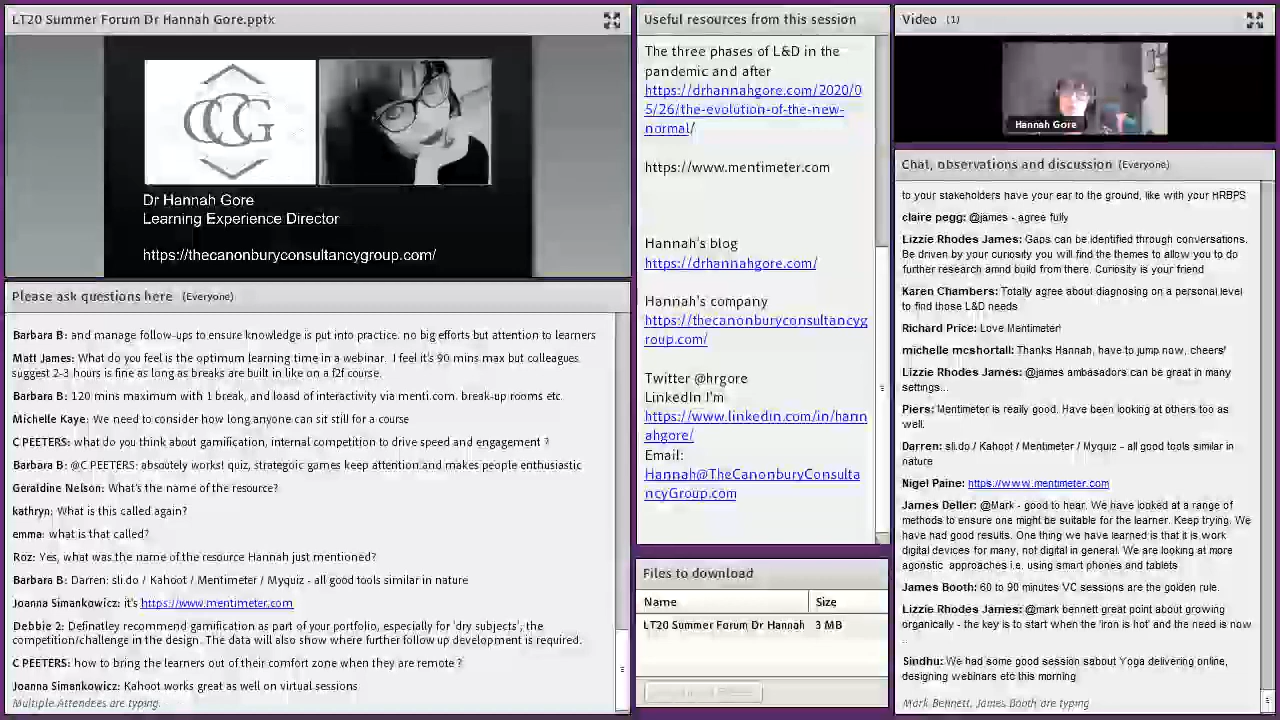 LT20 Summer Forum Dr Hannah Gore.pptx
CCG
Dr Hannah Gore
Learning Experience Director
https://thecanonburyconsultancygroup.com/
Please ask questions here (Everyone)
Barbara B: and manage follow-ups to ensure knowledge is put into practice. no big efforts but attention to learners
Matt James: What do you feel is the optimum learning time in a webinar. I feel it's 90 mins max but colleagues
suggest 2-3 hours is fine as long as breaks are built in like on a f2f course.
Barbara B: 120 mins maximum with 1 break, and loasd of interactivity via menti.com. break-up rooms etc.
Michelle Kaye: We need to consider how long anyone can sit still for a course
C PEETERS: what do you think about gamification, internal competition to drive speed and engagement ?
Barbara B: @C PEETERS: absoutely works! quiz, strategoic games keep attention and makes people enthusiastic
Geraldine Nelson: What's the name of the resource?
kathryn: What is this called again?
emma: what is that called?
Roz: Yes, what was the name of the resource Hannah just mentioned?
Barbara B: Darren: sli.do / Kahoot / Mentimeter / Myquiz - all good tools similar in nature
Joanna Simankowicz: it's https://www.mentimeter.com
Debbie 2: Definatley recommend gamification as part of your portfolio, especially for 'dry subjects', the
competition/challenge in the design. The data will also show where further follow up development is required.
C PEETERS: how to bring the learners out of their comfort zone when they are remote ?
Joanna Simankowicz: Kahoot works great as well on virtual sessions
Multiple Attendees are typing.
Useful resources from this session
The three phases of L&D in the
pandemic and after
https://drhannahgore.com/2020/0
5/26/the-evolution-of-the-new-
normal/
https://www.mentimeter.com
Hannah's blog
https://drhannahgore.com/
Hannah's company
https://thecanonburyconsultancyg
roup.com/
Twitter @hrgore
LinkedIn I'm
https://www.linkedin.com/in/hann
ahgore/
Email:
Hannah@TheCanonburyConsulta
ncyGroup.com
Files to download
Name Size
LT20 Summer Forum Dr Hannah 3 MB
Video (1)
Hannah Gore
Chat, observations and discussion (Everyone)
to your stakeholders have your ear to the ground, like with your HRBPS
claire pegg: @james - agree fully
Lizzie Rhodes James: Gaps can be identified through conversations.
Be driven by your curiosity you will find the themes to allow you to do
further research amnd build from there. Curiosity is your friend
Karen Chambers: Totally agree about diagnosing on a personal level
to find those L&D needs
Richard Price: Love Mentimeter!
michelle mcshortall: Thanks Hannah, have to jump now, cheers'
Lizzie Rhodes James: @james ambasadors can be great in many
settings...
Piers: Mentimeter is really good. Have been looking at others too as
well.
Darren: sli.do / Kahoot / Mentimeter / Myquiz - all good tools similar in
nature
Nigel Paine: https://www.mentimeter.com
James Deller: @Mark - good to hear. We have looked at a range of
methods to ensure one might be suitable for the learner. Keep trying. We
have had good results. One thing we have learned is that it is work
digital devices for many, not digital in general. We are looking at more
agonstic approaches i.e. using smart phones and tablets
James Booth: 60 to 90 minutes VC sessions are the golden rule.
Lizzie Rhodes James: @mark bennett great point about growing
organically - the key is to start when the 'iron is hot' and the need is now
..
Sindhu: We had some good session sabout Yoga delivering online,
designing webinars etc this morning
Mark Bennett, James Booth are typing